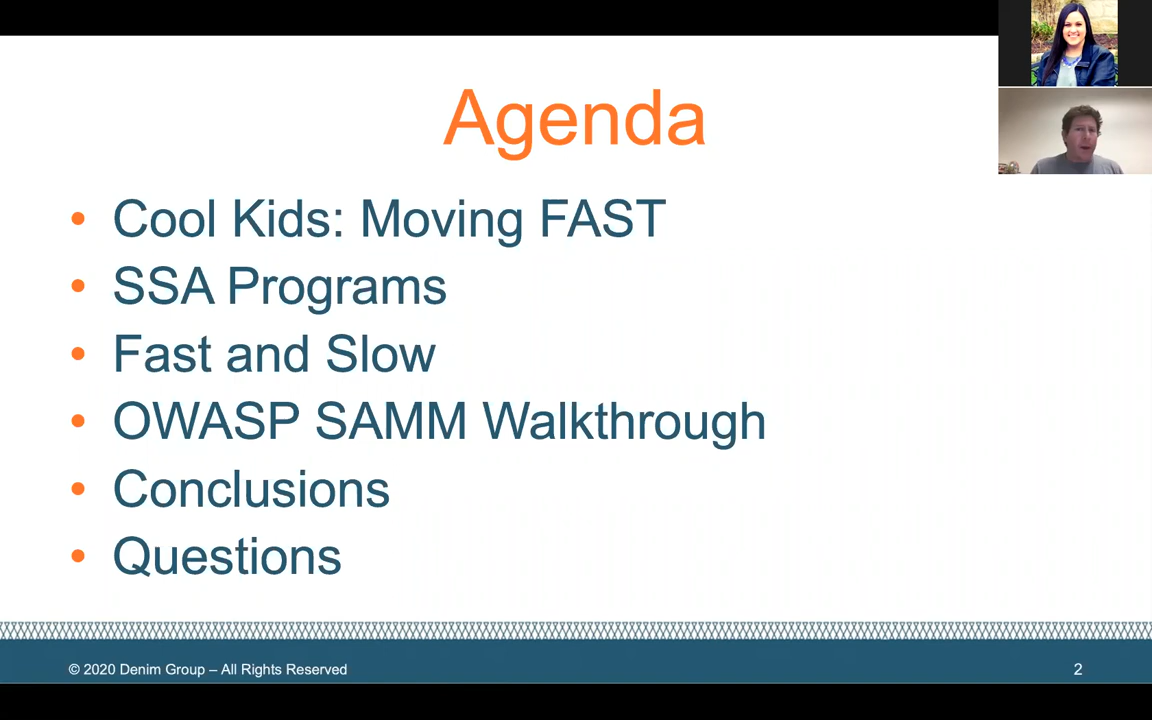 Agenda
• Cool Kids: Moving FAST
• SSA Programs
• Fast and Slow
• OWASP SAMM Walkthrough
• Conclusions
• Questions
© 2020 Denim Group – All Rights Reserved
2